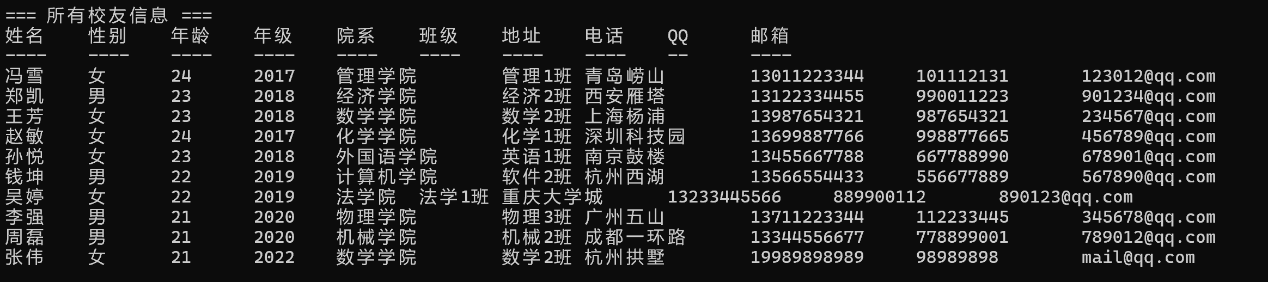 === 所有校友信息 ===
姓名 性别 年龄 年级 院系 班级 地址 电话 QQ 邮箱
---- ---- ---- ---- ---- ---- ---- ---- -- ----
冯雪 女 24 2017 管理学院 管理1班 青岛崂山 13011223344 101112131 123012@qq.com
郑凯 男 23 2018 经济学院 经济2班 西安雁塔 13122334455 990011223 901234@qq.com
王芳 女 23 2018 数学学院 数学2班 上海杨浦 13987654321 987654321 234567@qq.com
赵敏 女 24 2017 化学学院 化学1班 深圳科技园 13699887766 998877665 456789@qq.com
孙悦 女 23 2018 外国语学院 英语1班 南京鼓楼 13455667788 667788990 678901@qq.com
钱坤 男 22 2019 计算机学院 软件2班 杭州西湖 13566554433 556677889 567890@qq.com
吴婷 女 22 2019 法学院 法学1班 重庆大学城 13233445566 889900112 890123@qq.com
李强 男 21 2020 物理学院 物理3班 广州五山 13711223344 112233445 345678@qq.com
周磊 男 21 2020 机械学院 机械2班 成都一环路 13344556677 778899001 789012@qq.com
张伟 女 21 2022 数学学院 数学2班 杭州拱墅 19989898989 98989898 mail@qq.com